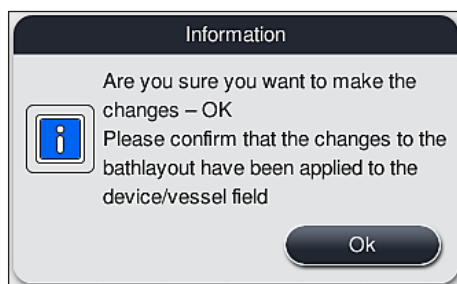 Information
Are you sure you want to make the
changes – OK
Please confirm that the changes to the
bathlayout have been applied to the
device/vessel field
i
Ok